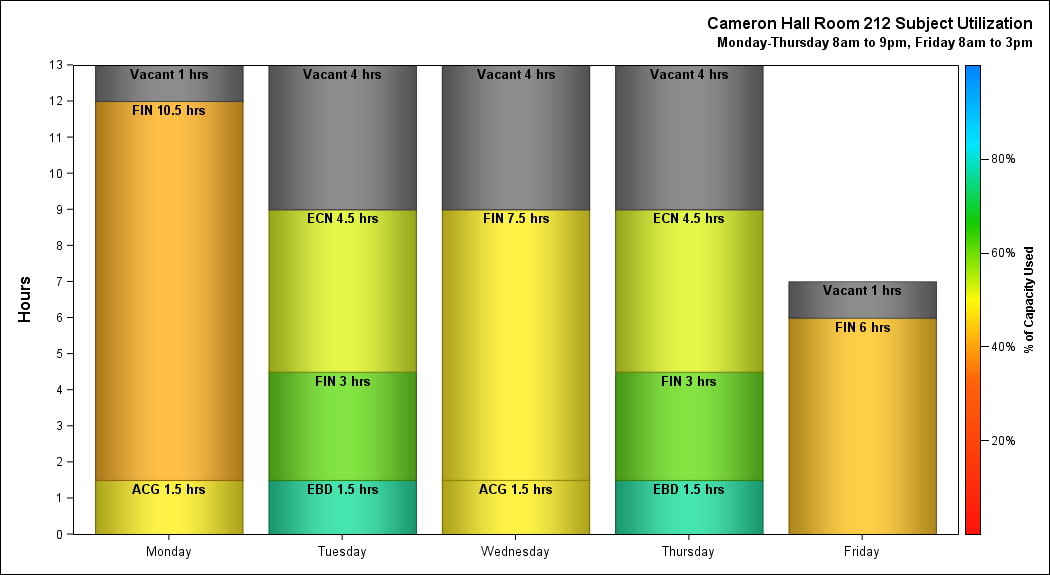 Cameron Hall Room 212 Subject Utilization
Monday-Thursday 8am to 9pm, Friday 8am to 3pm
Hours
13
12
11
10
9
8
7
6
5
4
3
2
1
0
Vacant 1 hrs
FIN 10.5 hrs
ACG 1.5 hrs
Vacant 4 hrs
ECN 4.5 hrs
FIN 3 hrs
EBD 1.5 hrs
Vacant 4 hrs
FIN 7.5 hrs
ACG 1.5 hrs
Vacant 4 hrs
ECN 4.5 hrs
FIN 3 hrs
EBD 1.5 hrs
Vacant 1 hrs
FIN 6 hrs
Monday Tuesday Wednesday Thursday Friday
80%
60%
40%
20%
% of Capacity Used